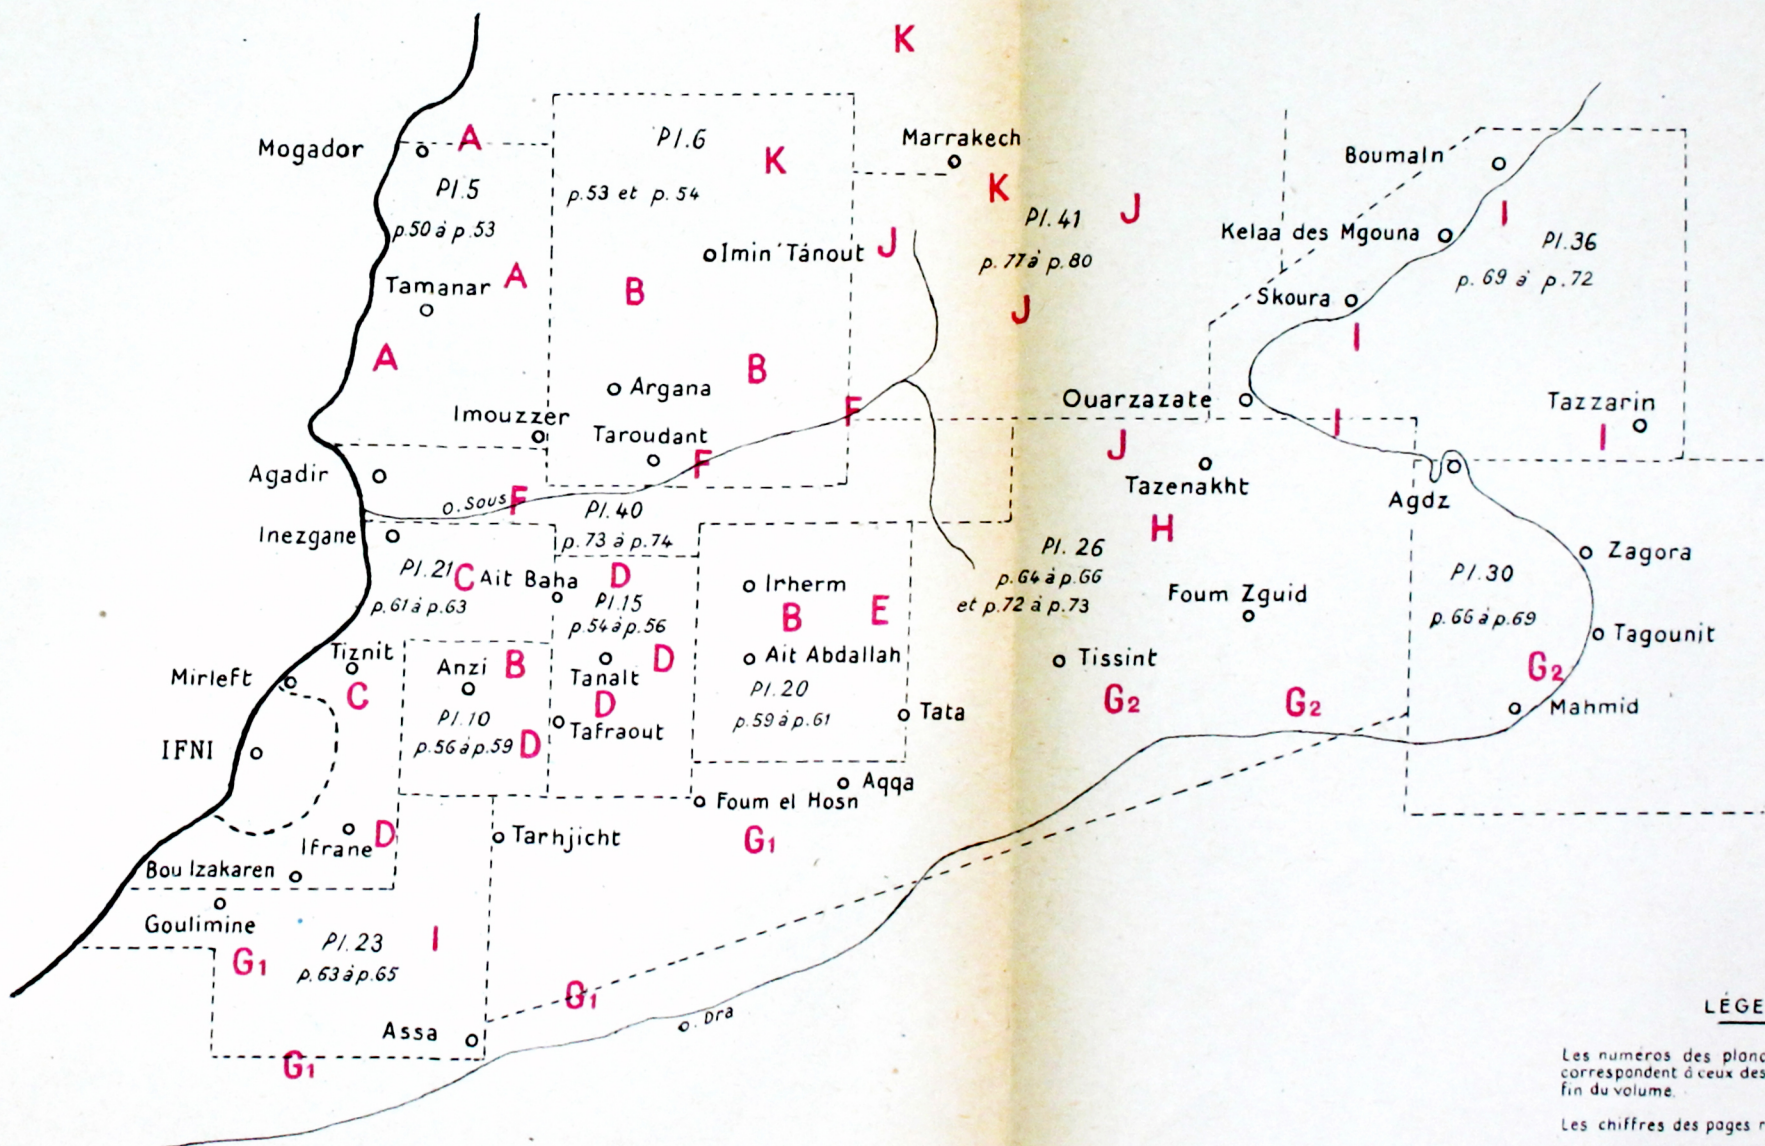 K
Mogador
A
Pl.6
K
Marrakech
Boumaln
Pl.5
p.53 et p.54
K
J
I
p.50 à p.53
Pl.41
Kelaa des Mgouna
Pl.36
Imin'Tánout
J
p.77 à p.80
p.69 à p.72
Tamanar
A
B
J
Skoura
I
A
B
Argana
Ouarzazate
Tazzarin
Imouzzer
F
I
I
Taroudant
J
Agadir
F
Tazenakht
Agdz
O.Sous
F
Pl.40
H
Inezgane
p.73 à p.74
Pl.26
Zagora
Pl.21
C
Ait Baha
D
Irherm
p.64 à p.66
Pl.30
p.61 à p.63
Pl.15
B
E
et p.72 à p.73
Foum Zguid
p.54 à p.56
p.66 à p.69
Tagounit
Tiznit
Anzi
B
D
Ait Abdallah
Tissint
G2
Mirleft
C
Tanalt
Pl.20
G2
G2
Mahmid
Pl.10
D
p.59 à p.61
Tata
IFNI
p.56 à p.59
D
Tafraout
Aqqa
Foum el Hosn
Ifrane
D
Tarhjicht
G1
Bou Izakaren
Goulimine
Pl.23
I
G1
p.63 à p.65
G1
Assa
O. Dra
G1
LÉGE
Les numéros des planc
correspondent à ceux des
fin du volume.
Les chiffres des pages r